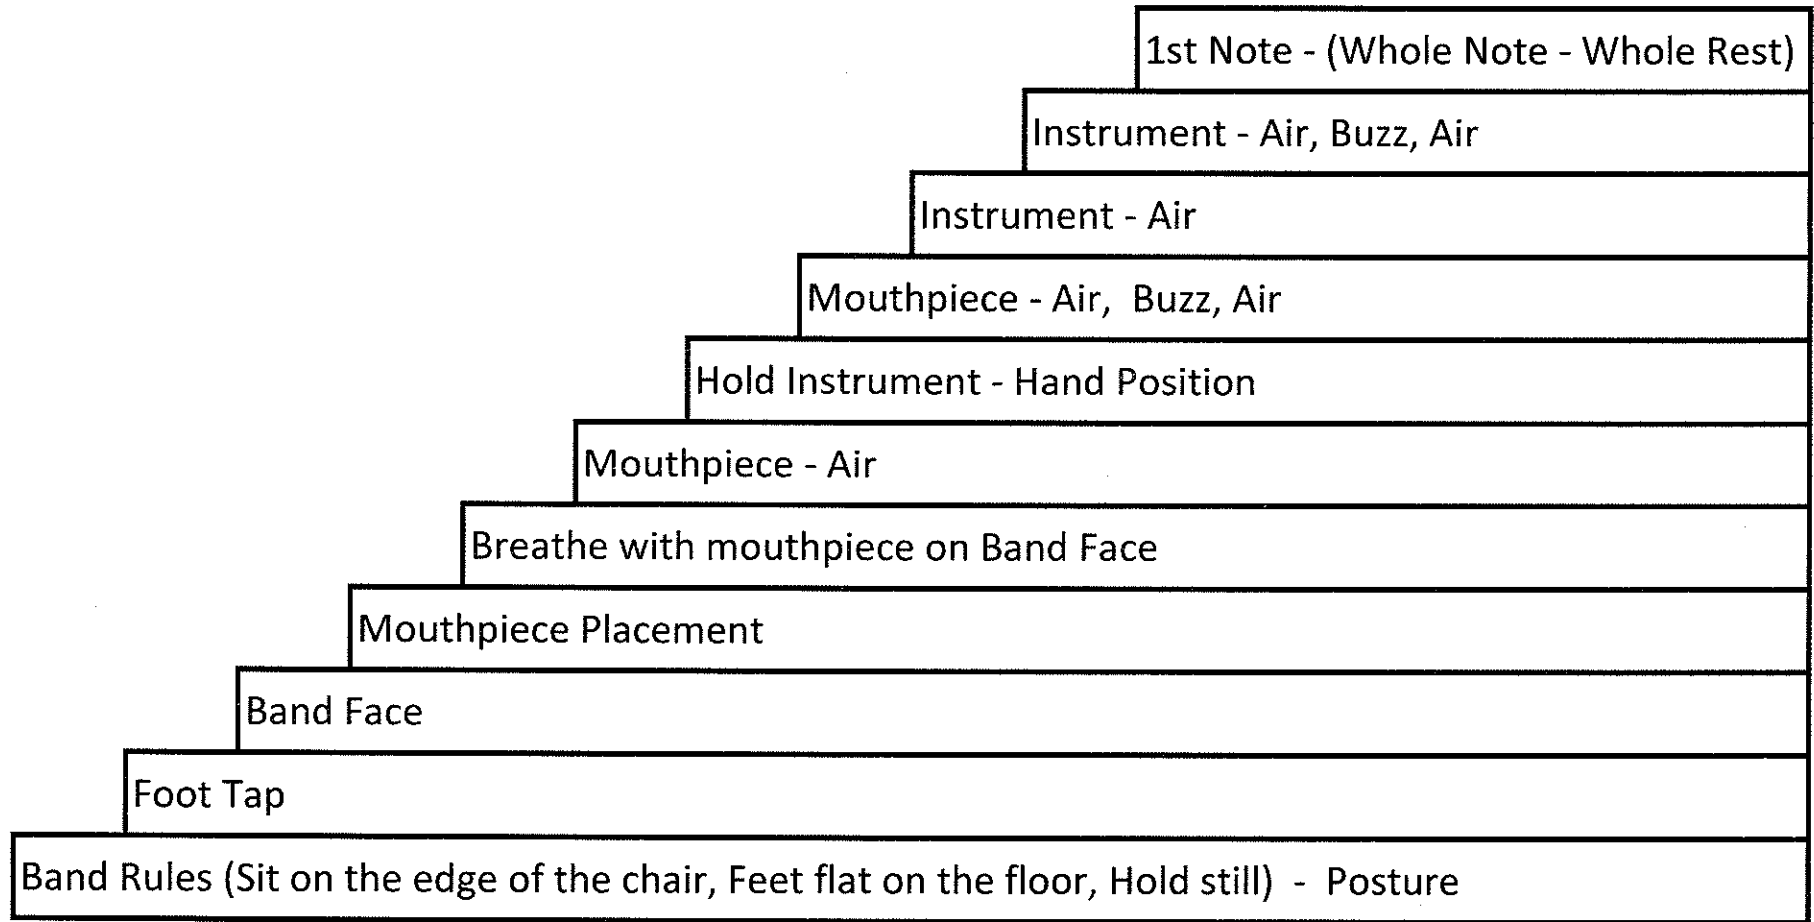 1st Note - (Whole Note - Whole Rest)
Instrument - Air, Buzz, Air
Instrument - Air
Mouthpiece - Air,  Buzz, Air
Hold Instrument - Hand Position
Mouthpiece - Air
Breathe with mouthpiece on Band Face
Mouthpiece Placement
Band Face
Foot Tap
Band Rules (Sit on the edge of the chair, Feet flat on the floor, Hold still)  -  Posture